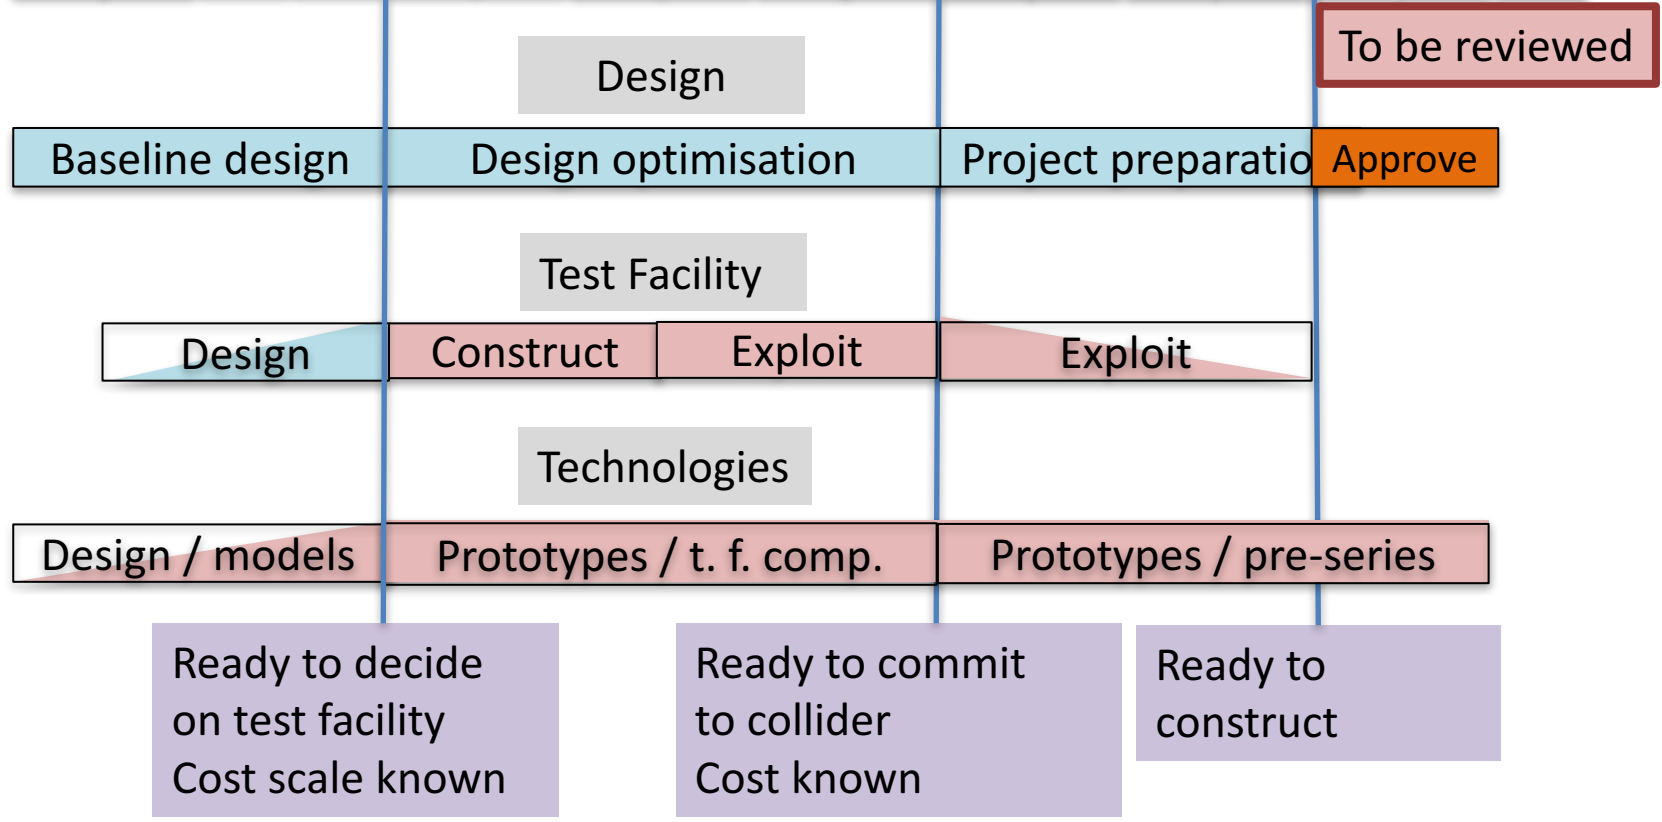 To be reviewed
Design
Baseline design
Design optimisation
Project preparatio
Approve
Test Facility
Design
Construct
Exploit
Exploit
Technologies
Design / models
Prototypes / t. f. comp.
Prototypes / pre-series
Ready to decide
on test facility
Cost scale known
Ready to commit
to collider
Cost known
Ready to
construct